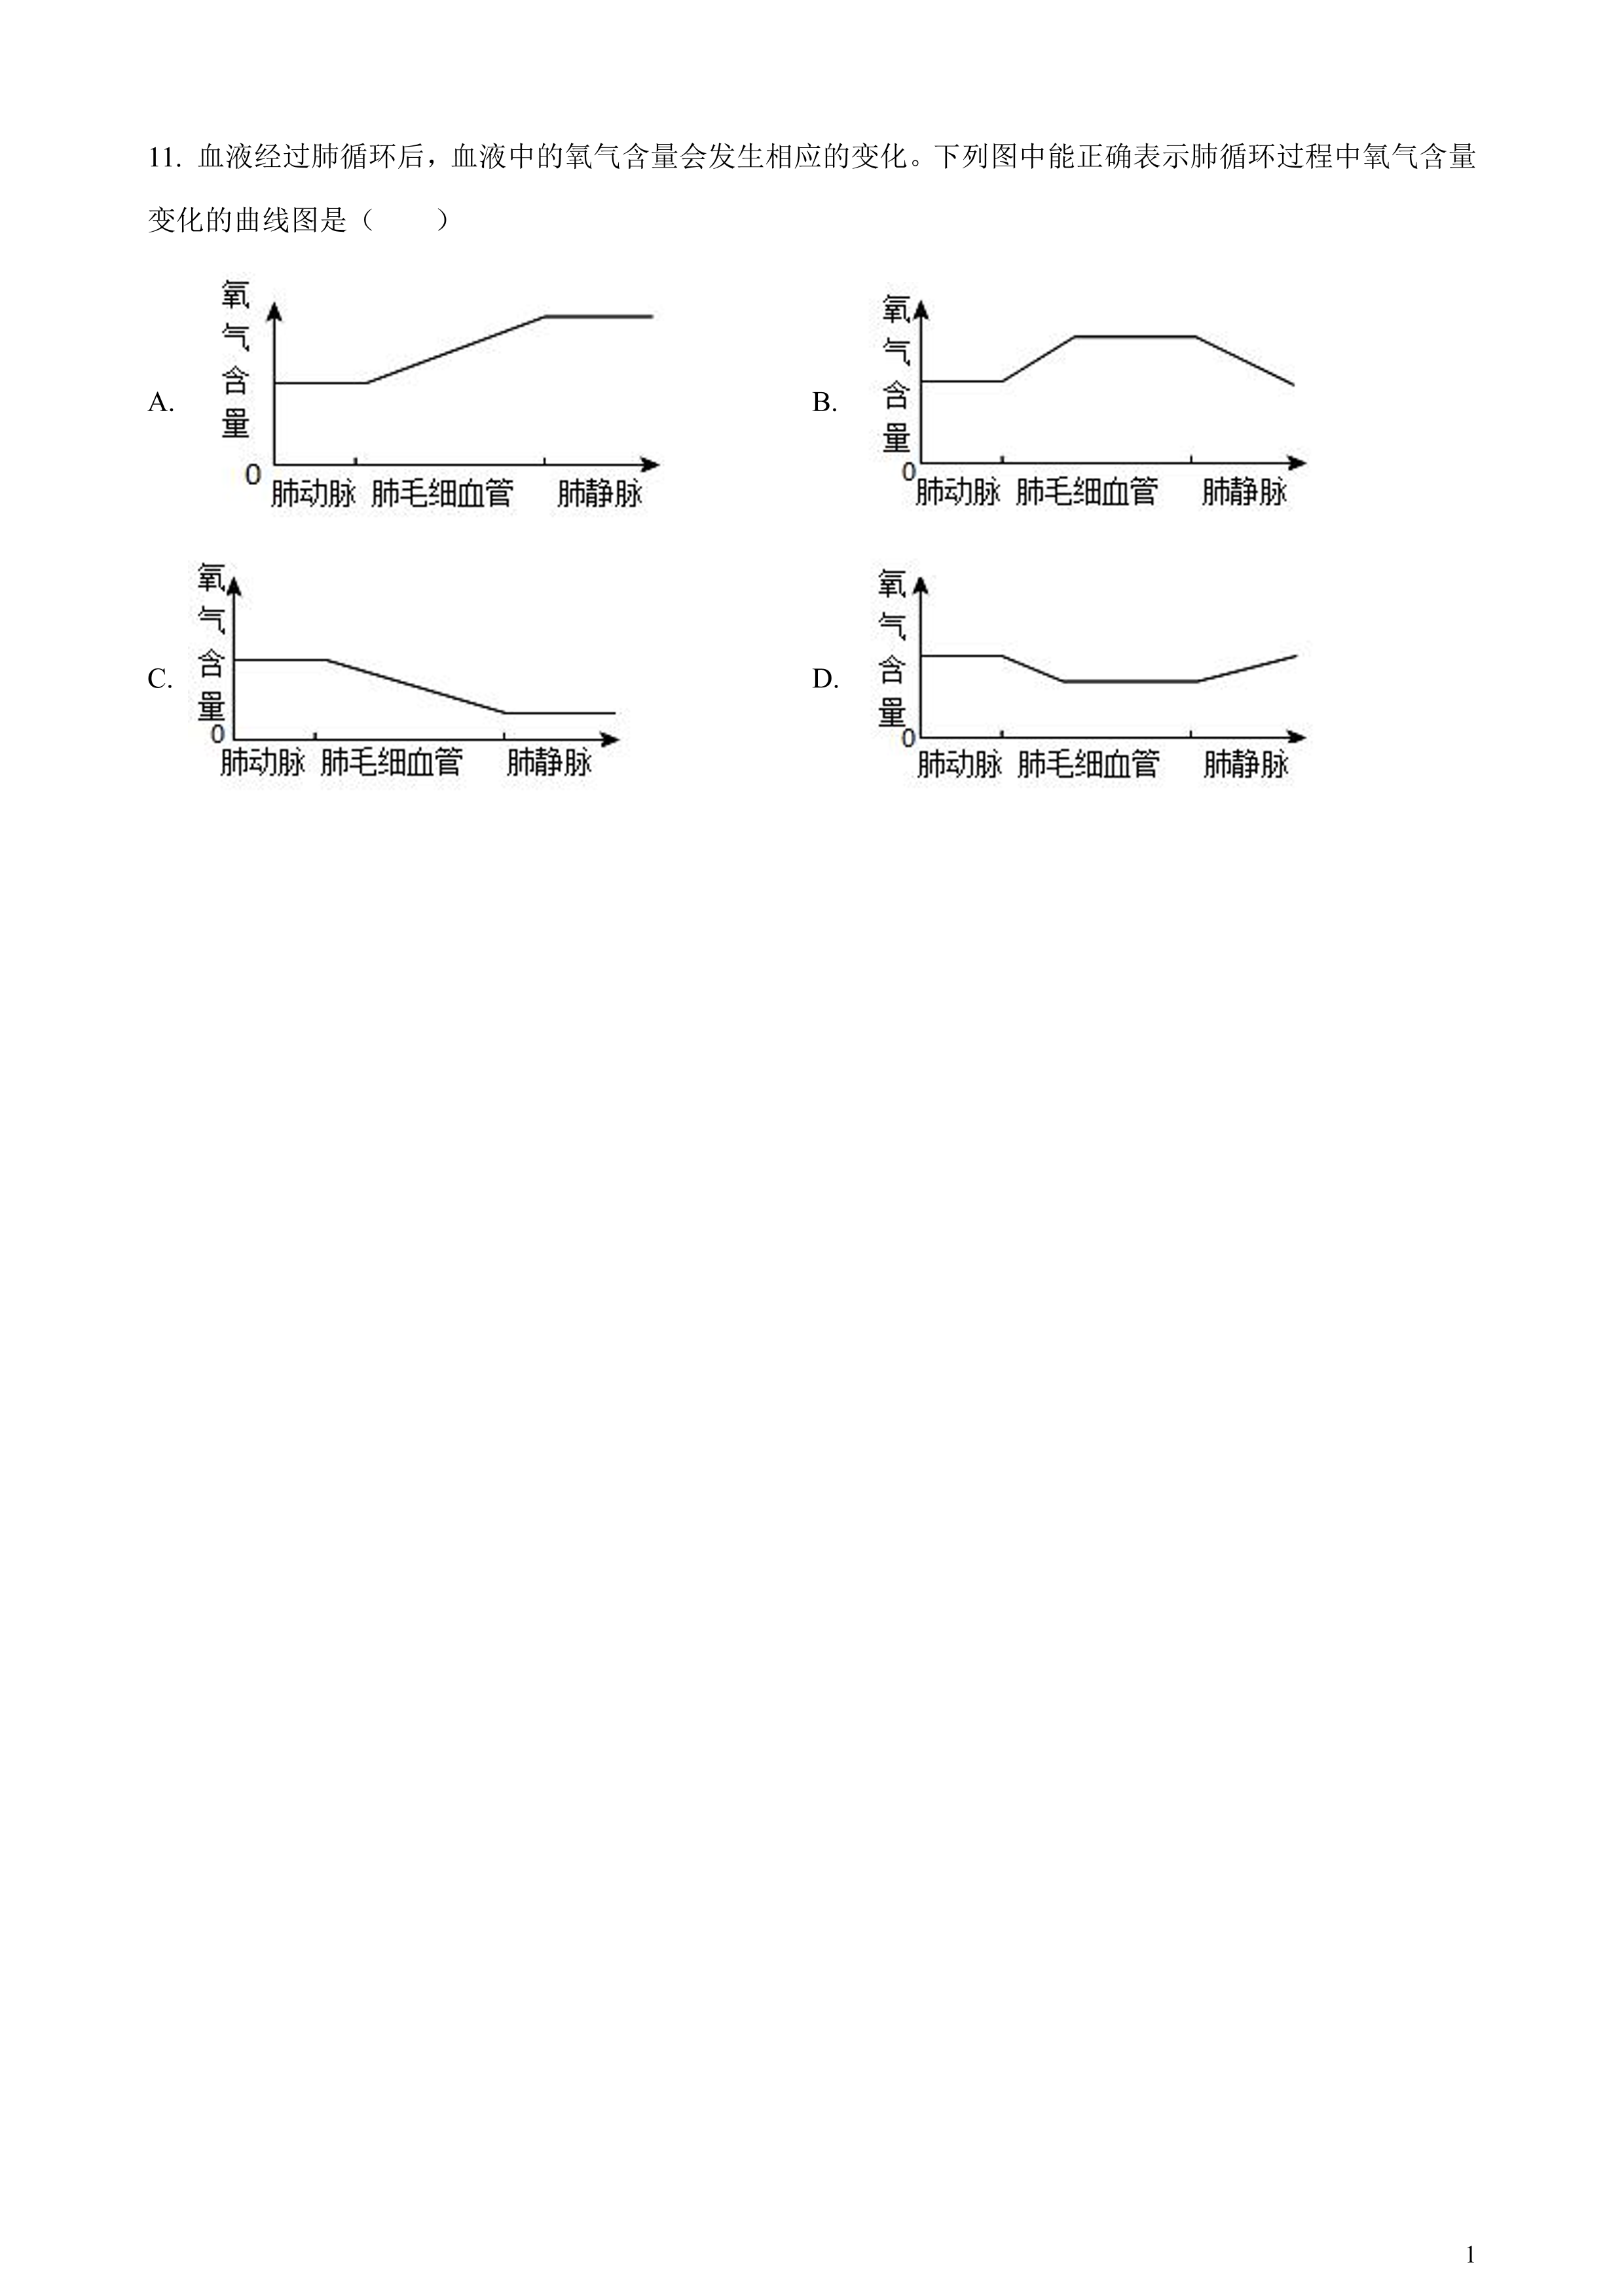 11. 血液经过肺循环后，血液中的氧气含量会发生相应的变化。下列图中能正确表示肺循环过程中氧气含量
变化的曲线图是（　　）
A.
氧
气
含
量
0
肺动脉 肺毛细血管 肺静脉
B.
氧
气
含
量
0
肺动脉 肺毛细血管 肺静脉
C.
氧
气
含
量
0
肺动脉 肺毛细血管 肺静脉
D.
氧
气
含
量
0
肺动脉 肺毛细血管 肺静脉
1